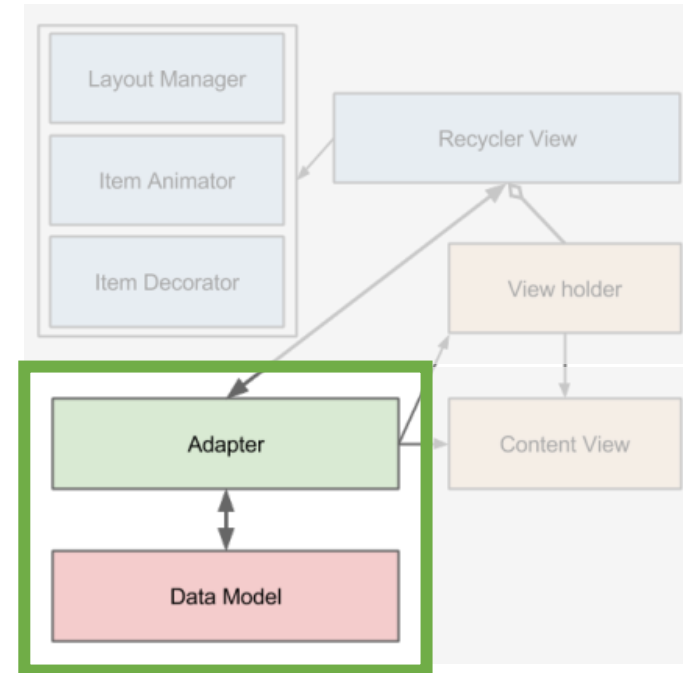 Layout Manager
Recycler View
Item Animator
Item Decorator
View holder
Adapter
Content View
Data Model